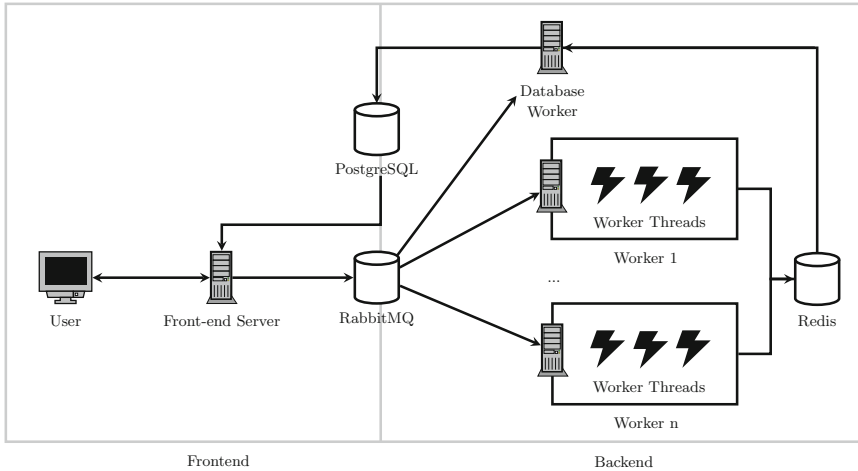 Database
Worker
PostgreSQL
Worker Threads
Worker 1
...
User
Front-end Server
RabbitMQ
Redis
Worker Threads
Worker n
Frontend
Backend